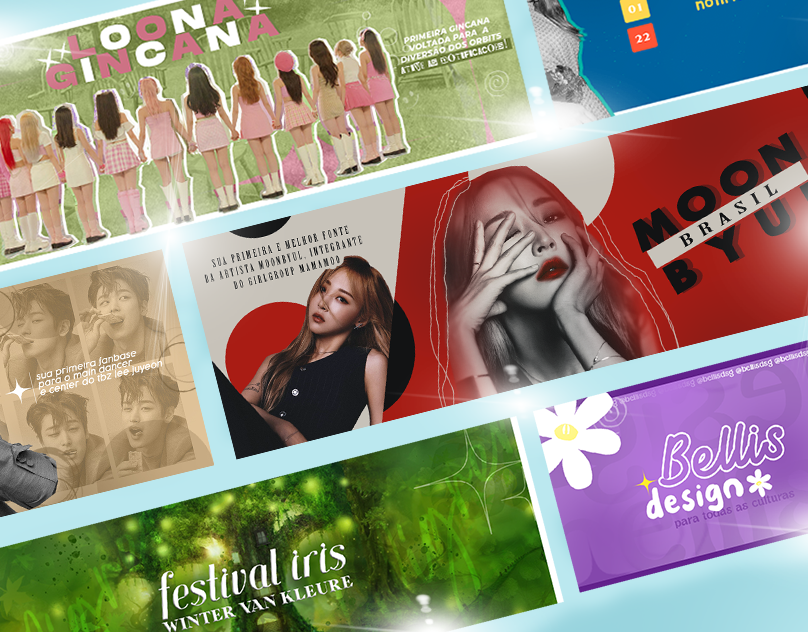 LOONA
GINCANA
PRIMEIRA GINCANA
VOLTADA PARA A
DIVERSÃO DOS ORBITS
ATIVE AS NOTIFICAÇÕES!
01
22
SUA PRIMEIRA E MELHOR FONTE
DA ARTISTA MOONBYUL, INTEGRANTE
DO GIRLGROUP MAMAMOO
MOON
BRASIL
BYU
sua primeira fanbase
para o main dancer
e center do tbz lee juyeon
@bellisdsg @bellisdsg @bellisdsg
Bellis
design
para todas as culturas
festival iris
WINTER VAN KLEURE